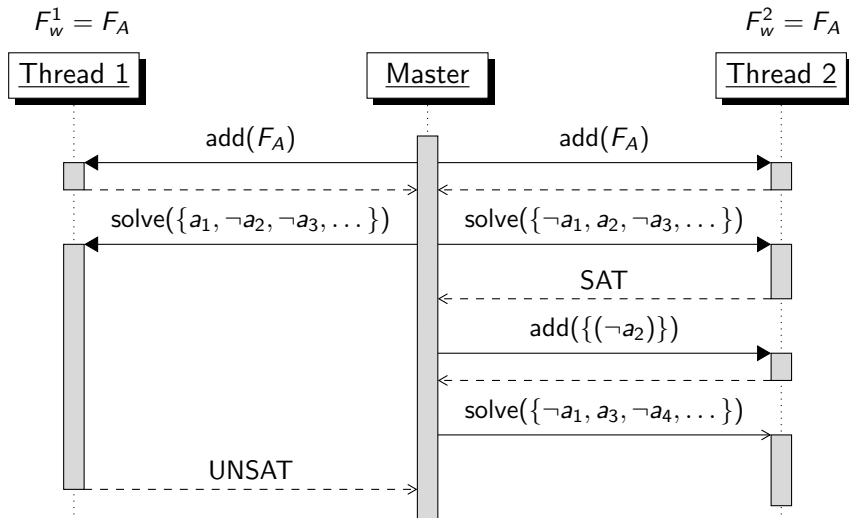 F_w^1 = F_A
F_w^2 = F_A
Thread 1
Master
Thread 2
add(F_A)
add(F_A)
solve({a_1, ¬a_2, ¬a_3, ...})
solve({¬a_1, a_2, ¬a_3, ...})
SAT
add({(¬a_2)})
solve({¬a_1, a_3, ¬a_4, ...})
UNSAT